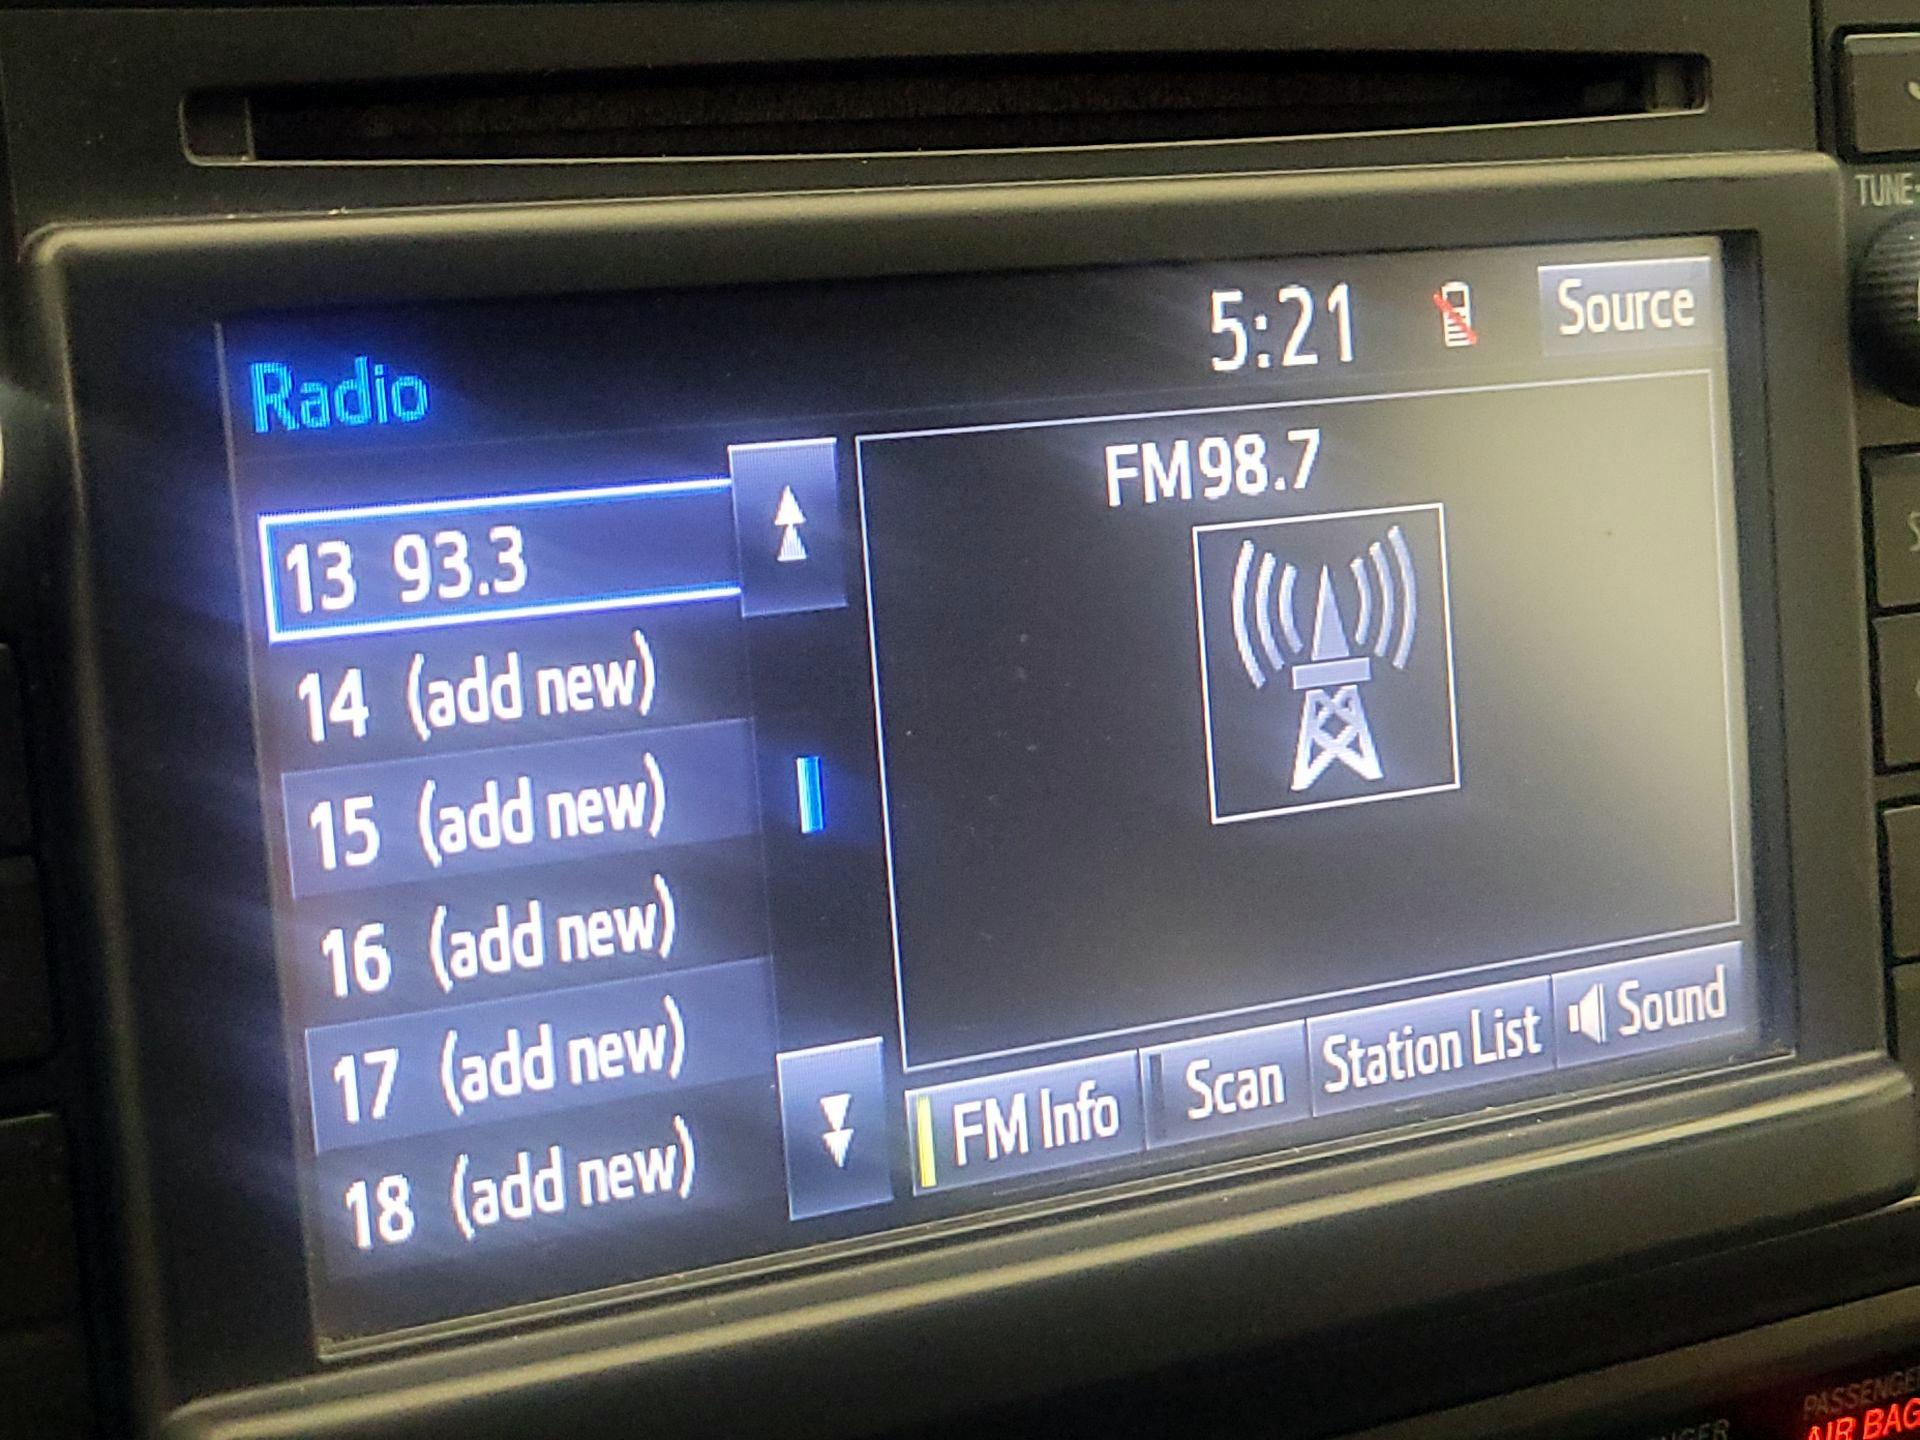 TUNE
5:21
Source
Radio
FM98.7
13 93.3
14 (add new)
15 (add new)
16 (add new)
17 (add new)
18 (add new)
FM Info
Scan
Station List
Sound
PASSENGER
AIR BAG